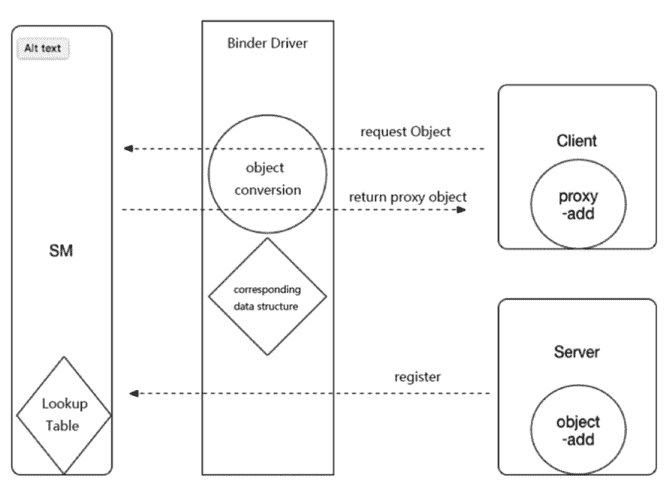 Alt text
Binder Driver
request Object
Client
object
conversion
return proxy object
proxy
-add
SM
corresponding
data structure
Server
register
Lookup
Table
object
-add